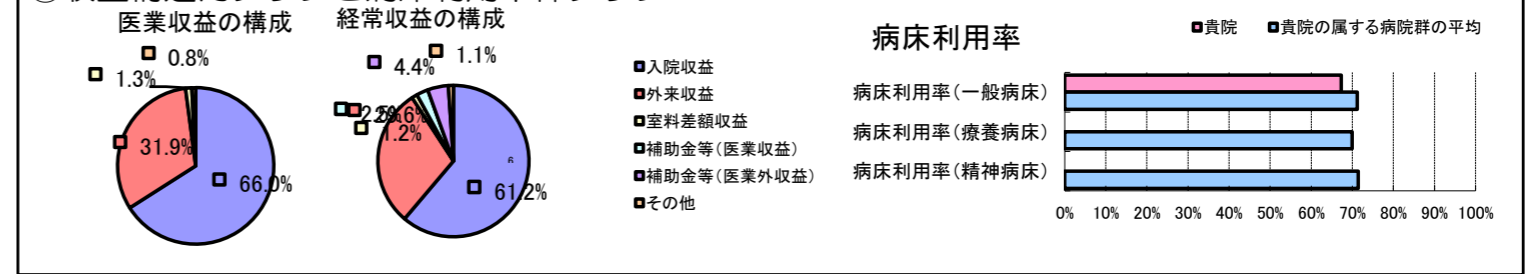 医業収益の構成
経常収益の構成
0.8%
1.3%
31.9%
66.0%
1.1%
4.4%
1.2%
61.2%
入院収益
外来収益
室料差額収益
補助金等(医業収益)
補助金等(医業外収益)
その他
病床利用率
貴院
貴院の属する病院群の平均
病床利用率(一般病床)
病床利用率(療養病床)
病床利用率(精神病床)
0% 10% 20% 30% 40% 50% 60% 70% 80% 90% 100%